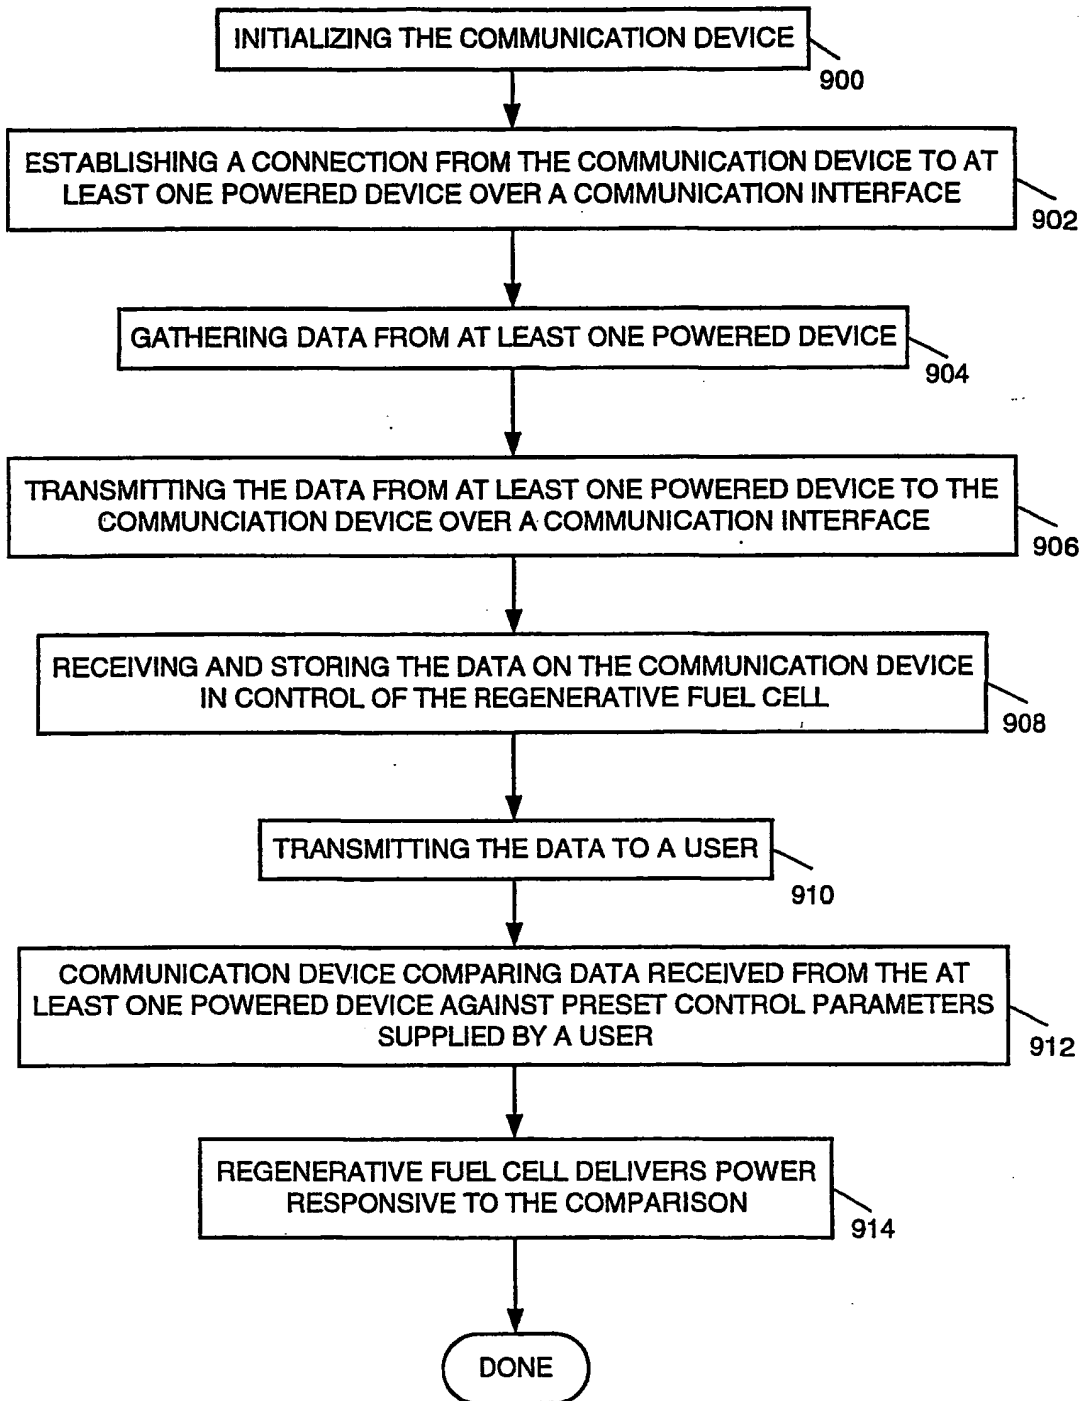 INITIALIZING THE COMMUNICATION DEVICE
900
ESTABLISHING A CONNECTION FROM THE COMMUNICATION DEVICE TO AT
LEAST ONE POWERED DEVICE OVER A COMMUNICATION INTERFACE
902
GATHERING DATA FROM AT LEAST ONE POWERED DEVICE
904
TRANSMITTING THE DATA FROM AT LEAST ONE POWERED DEVICE TO THE
COMMUNCIATION DEVICE OVER A COMMUNICATION INTERFACE
906
RECEIVING AND STORING THE DATA ON THE COMMUNICATION DEVICE
IN CONTROL OF THE REGENERATIVE FUEL CELL
908
TRANSMITTING THE DATA TO A USER
910
COMMUNICATION DEVICE COMPARING DATA RECEIVED FROM THE AT
LEAST ONE POWERED DEVICE AGAINST PRESET CONTROL PARAMETERS
SUPPLIED BY A USER
912
REGENERATIVE FUEL CELL DELIVERS POWER
RESPONSIVE TO THE COMPARISON
914
DONE